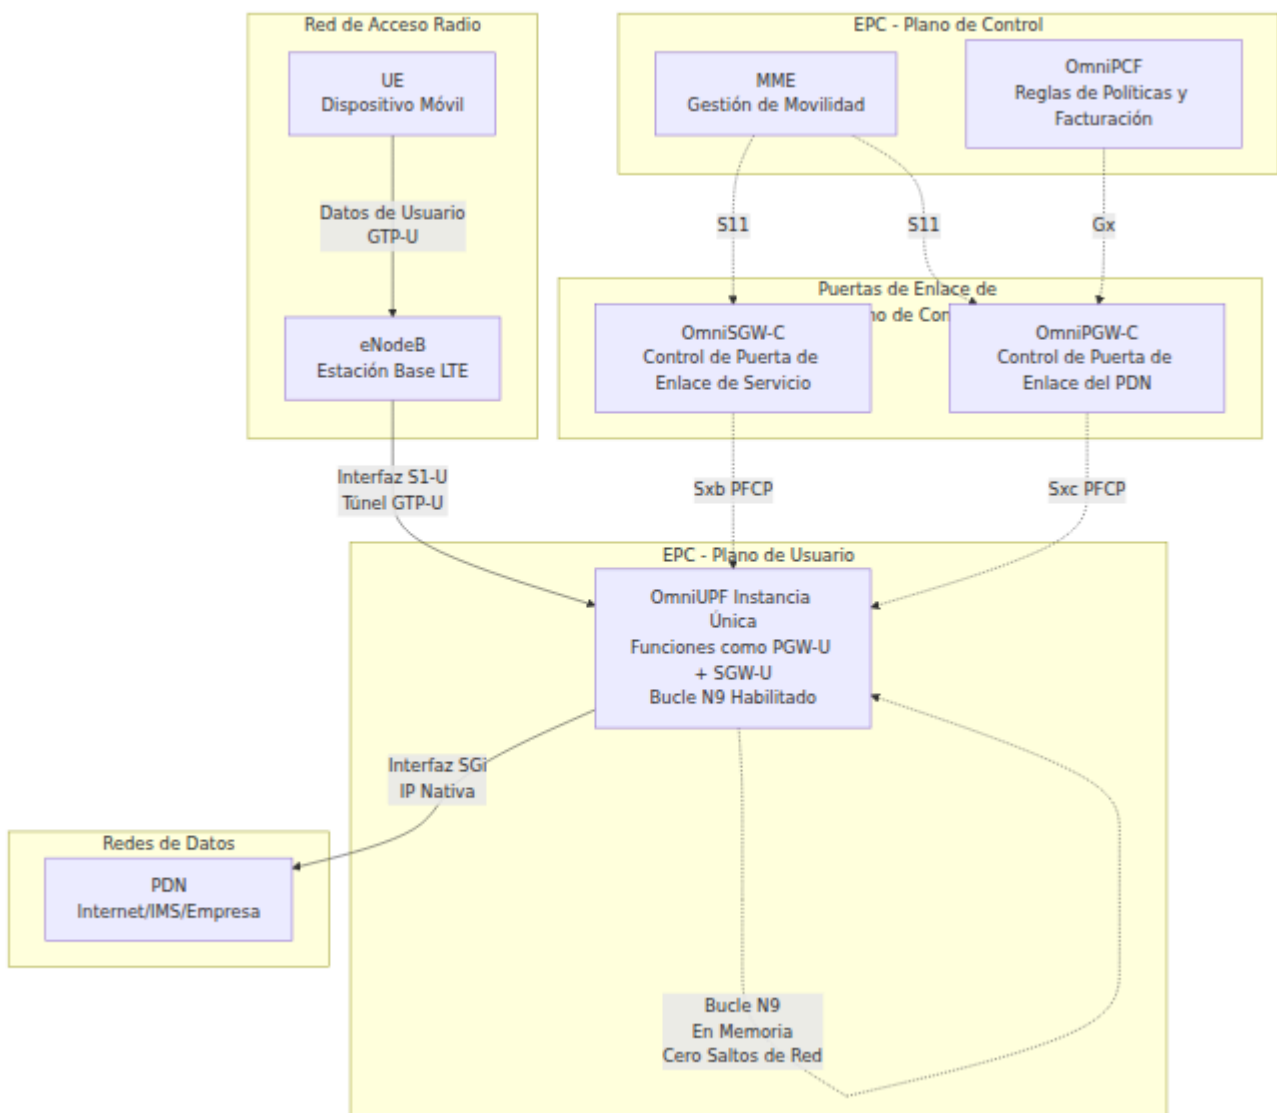 Red de Acceso Radio
UE
Dispositivo Móvil
Datos de Usuario
GTP-U
eNodeB
Estación Base LTE
EPC - Plano de Control
MME
Gestión de Movilidad
OmniPCF
Reglas de Políticas y
Facturación
S11
S11
Gx
Puertas de Enlace de
de
OmniSGW-C
Control de Puerta de
Enlace de Servicio
OmniPGW-C
Control de Puerta de
Enlace del PDN
Interfaz S1-U
Túnel GTP-U
Sxb PFCP
Sxc PFCP
EPC - Plano de Usuario
OmniUPF Instancia
Única
Funciones como PGW-U
+ SGW-U
Bucle N9 Habilitado
Interfaz SGi
IP Nativa
Redes de Datos
PDN
Internet/IMS/Empresa
Bucle N9
En Memoria
Cero Saltos de Red